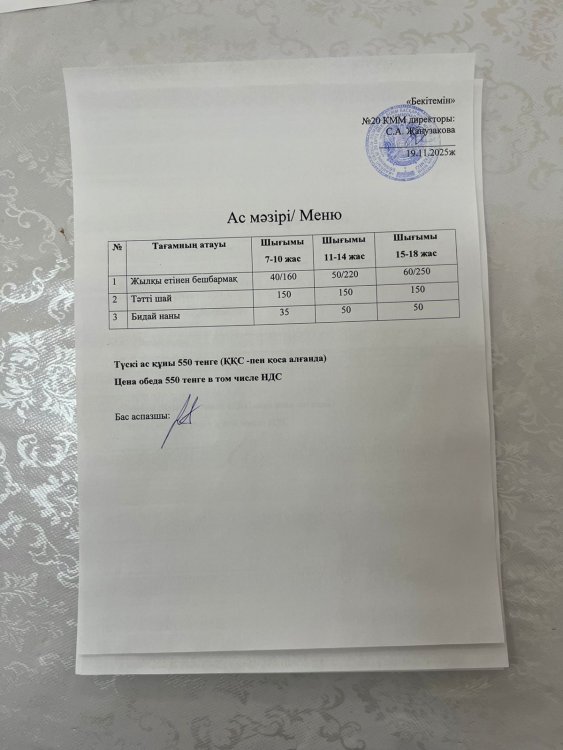 «Бекітемін»
№20 КММ директоры:
С.А. Жанузакова
19.11.2025ж
Ас мәзірі/ Меню
№ Тағамның атауы Шығымы 7-10 жас Шығымы 11-14 жас Шығымы 15-18 жас
1 Жылқы етінен бешбармақ 40/160 50/220 60/250
2 Тәтті шай 150 150 150
3 Бидай наны 35 50 50
Түскі ас құны 550 тенге (ҚҚС -пен қоса алғанда)
Цена обеда 550 тенге в том числе НДС
Бас аспазшы: